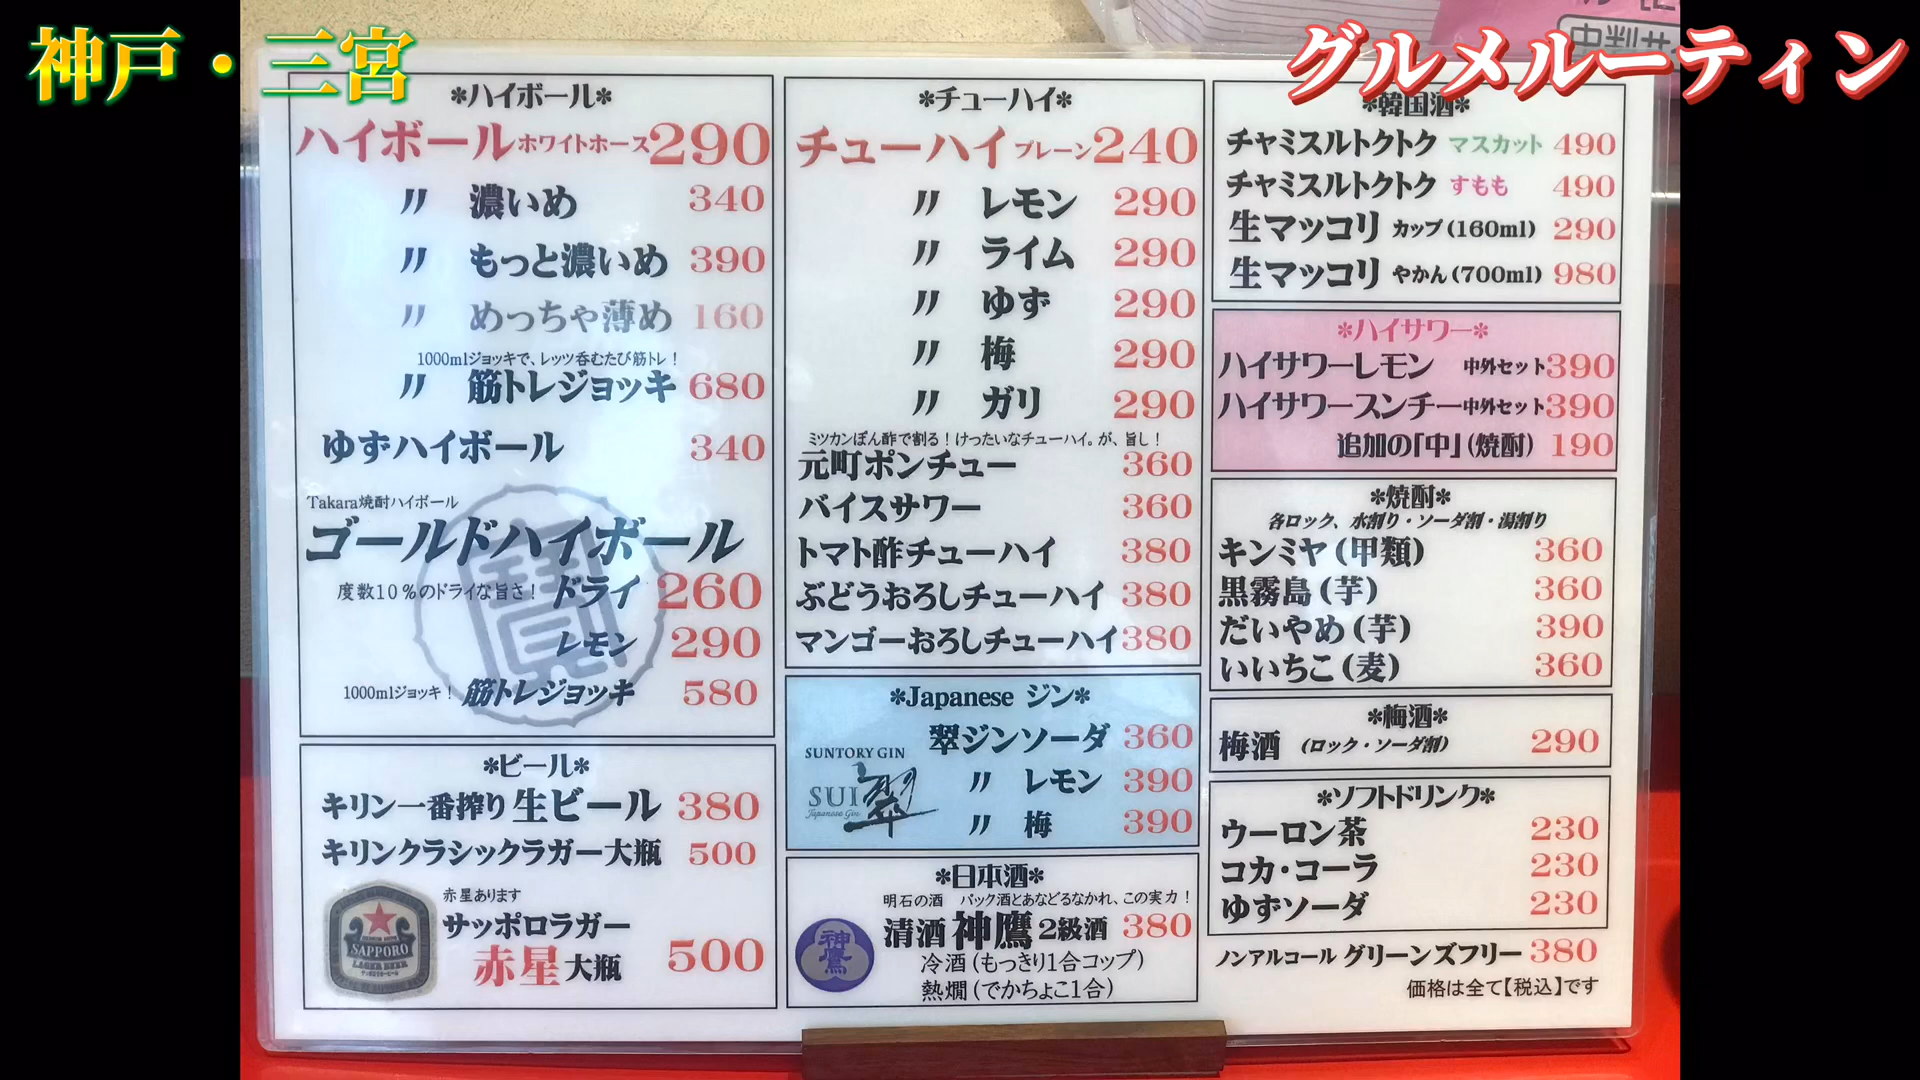 神戸・三宮
グルメルーティン
*ハイボール*
ハイボール ホワイトホース 290
〃 濃いめ 340
〃 もっと濃いめ 390
〃 めっちゃ薄め 160
1000mlジョッキで、レッツ呑むたび筋トレ！
〃 筋トレジョッキ 680
ゆずハイボール 340
Takara焼酎ハイボール
ゴールドハイボール
度数10％のドライな旨さ！ ドライ 260
レモン 290
1000mlジョッキ！ 筋トレジョッキ 580
*ビール*
キリン一番搾り 生ビール 380
キリンクラシックラガー大瓶 500
赤星あります
サッポロラガー
赤星 大瓶 500
SAPPORO
LAGER BEER
*チューハイ*
チューハイ プレーン 240
〃 レモン 290
〃 ライム 290
〃 ゆず 290
〃 梅 290
〃 ガリ 290
ミツカンぽん酢で割る！けったいなチューハイ。が、旨し！
元町ポンチュー 360
バイスサワー 360
トマト酢チューハイ 380
ぶどうおろしチューハイ 380
マンゴーおろしチューハイ 380
*Japanese ジン*
SUNTORY GIN
SUI 翠
Japanese Gin
翠ジンソーダ 360
〃 レモン 390
〃 梅 390
*日本酒*
明石の酒 パック酒とあなどるなかれ、この実力！
神鷹
清酒 神鷹 2級酒 380
冷酒(もっきり1合コップ)
熱燗(でかちょこ1合)
*韓国酒*
チャミスルトクトク マスカット 490
チャミスルトクトク すもも 490
生マッコリ カップ(160ml) 290
生マッコリ やかん(700ml) 980
*ハイサワー*
ハイサワーレモン 中外セット 390
ハイサワースンチー 中外セット 390
追加の「中」(焼酎) 190
*焼酎*
各ロック、水割り・ソーダ割・湯割り
キンミヤ(甲類) 360
黒霧島(芋) 360
だいやめ(芋) 390
いいちこ(麦) 360
*梅酒*
梅酒 (ロック・ソーダ割) 290
*ソフトドリンク*
ウーロン茶 230
コカ・コーラ 230
ゆずソーダ 230
ノンアルコール グリーンズフリー 380
価格は全て【税込】です